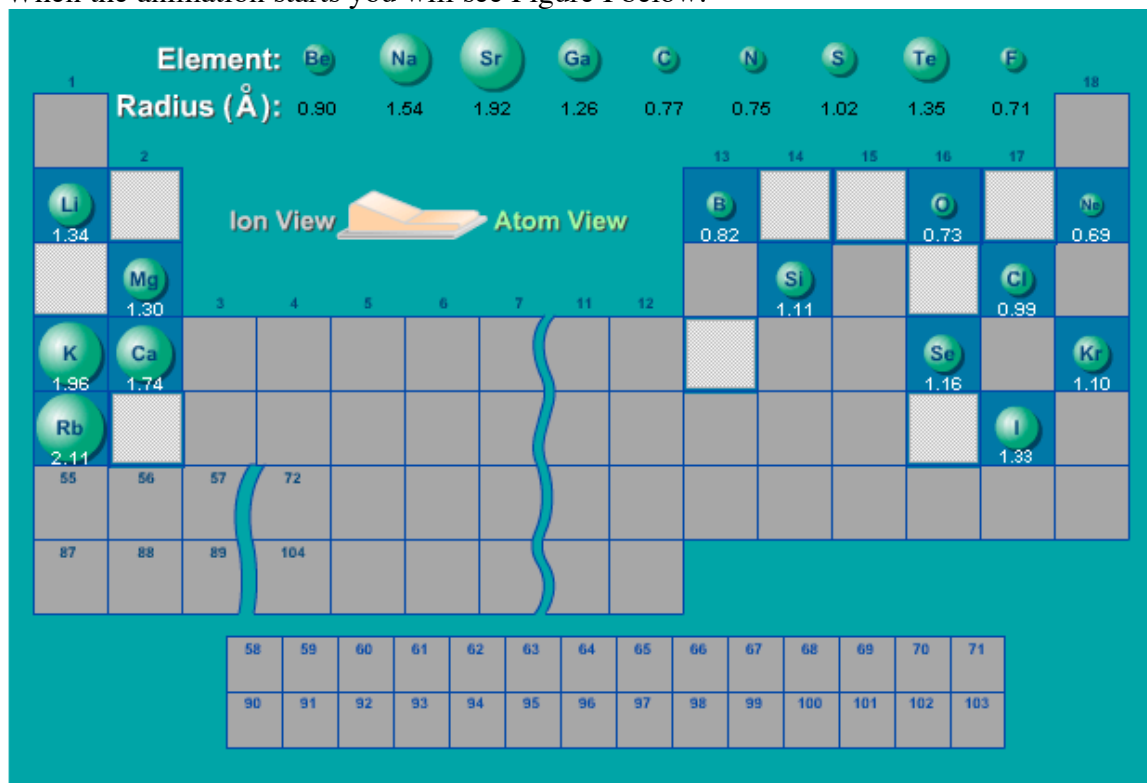 Element: Be Na Sr Ga C N S Te F
1 18
Radius (Å): 0.90 1.54 1.92 1.26 0.77 0.75 1.02 1.35 0.71
2 13 14 15 16 17
Li B O Ne
1.34 Ion View Atom View 0.82 0.73 0.69
Mg Si Cl
1.30 3 4 5 6 7 11 12 1.11 0.99
K Ca Se Kr
1.96 1.74 1.16 1.10
Rb I
2.11 1.33
55 56 57 72
87 88 89 104
58 59 60 61 62 63 64 65 66 67 68 69 70 71
90 91 92 93 94 95 96 97 98 99 100 101 102 103